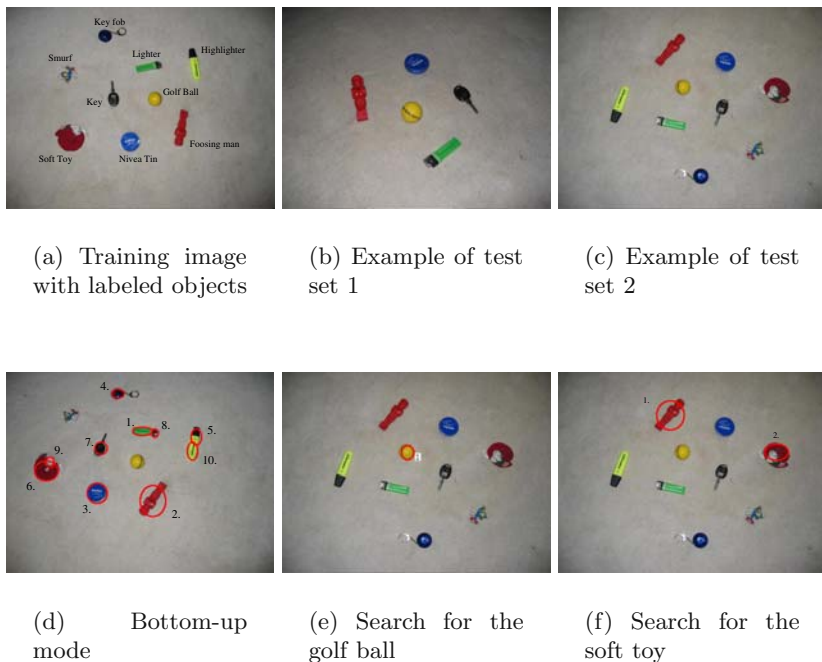 Key fob
Highlighter
Smurf
Lighter
Key
Golf Ball
Foosing man
Soft Toy
Nivea Tin
(a) Training image
with labeled objects
(b) Example of test
set 1
(c) Example of test
set 2
4.
1.
8.
5.
7.
9.
10.
6.
3.
2.
1.
2.
(d) Bottom-up
mode
(e) Search for the
golf ball
(f) Search for the
soft toy